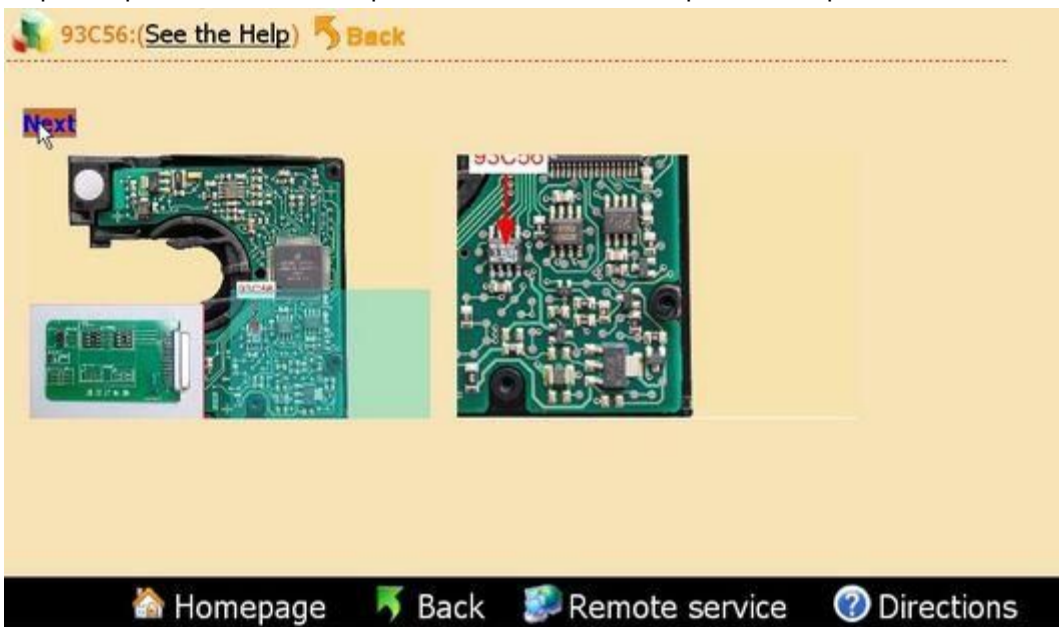 93C56:(See the Help) Back
Next
93C56
93C56
Homepage Back Remote service Directions